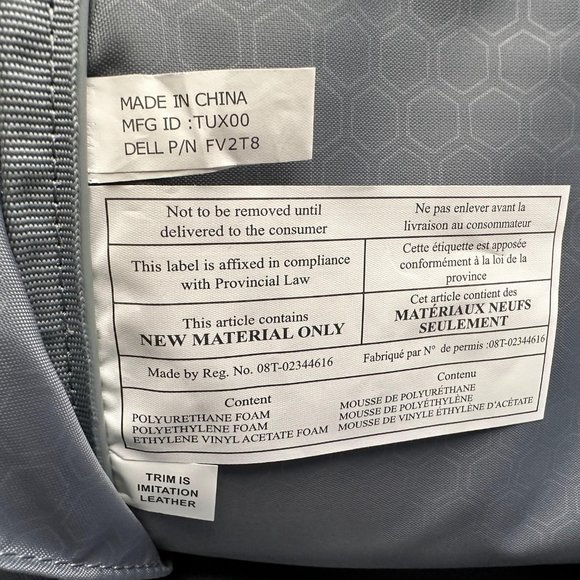 MADE IN CHINA
MFG ID :TUX00
DELL P/N FV2T8
Not to be removed until
delivered to the consumer
Ne pas enlever avant la
livraison au consommateur
This label is affixed in compliance
with Provincial Law
Cette étiquette est apposée
conformément à la loi de la
province
This article contains
NEW MATERIAL ONLY
Cet article contient des
MATÉRIAUX NEUFS
SEULEMENT
Made by Reg. No. 08T-02344616
Fabriqué par N° de permis :08T-02344616
Content
POLYURETHANE FOAM
POLYETHYLENE FOAM
ETHYLENE VINYL ACETATE FOAM
Contenu
MOUSSE DE POLYURÉTHANE
MOUSSE DE POLYÉTHYLÈNE
MOUSSE DE VINYLE ÉTHYLÈNE D'ACÉTATE
TRIM IS
IMITATION
LEATHER